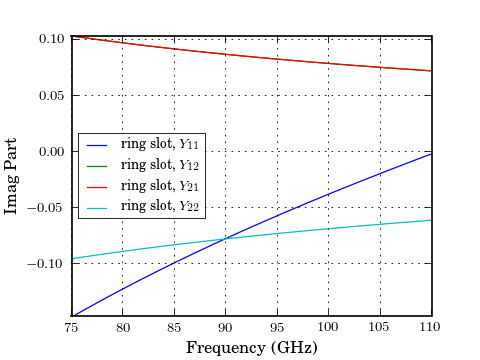 0.10
0.05
0.00
−0.05
−0.10
Imag Part
ring slot, Y11
ring slot, Y12
ring slot, Y21
ring slot, Y22
75 80 85 90 95 100 105 110
Frequency (GHz)